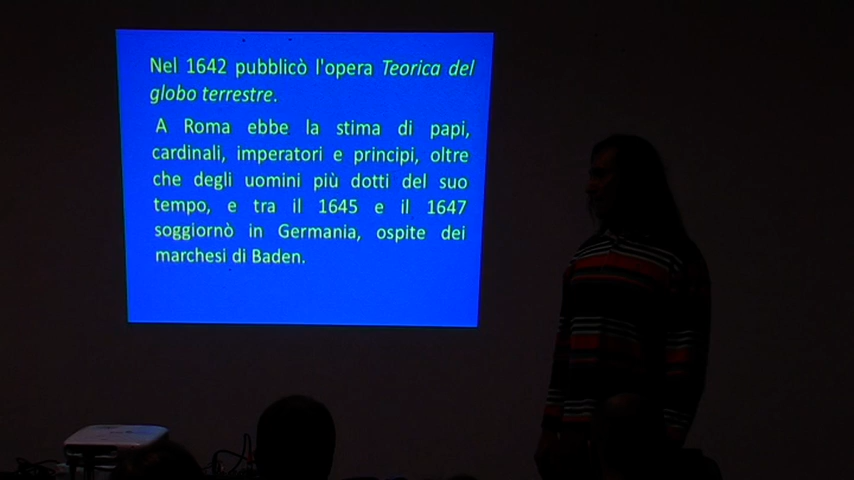 Nel 1642 pubblicò l'opera Teorica del
globo terrestre.
A Roma ebbe la stima di papi,
cardinali, imperatori e principi, oltre
che degli uomini più dotti del suo
tempo, e tra il 1645 e il 1647
soggiornò in Germania, ospite dei
marchesi di Baden.